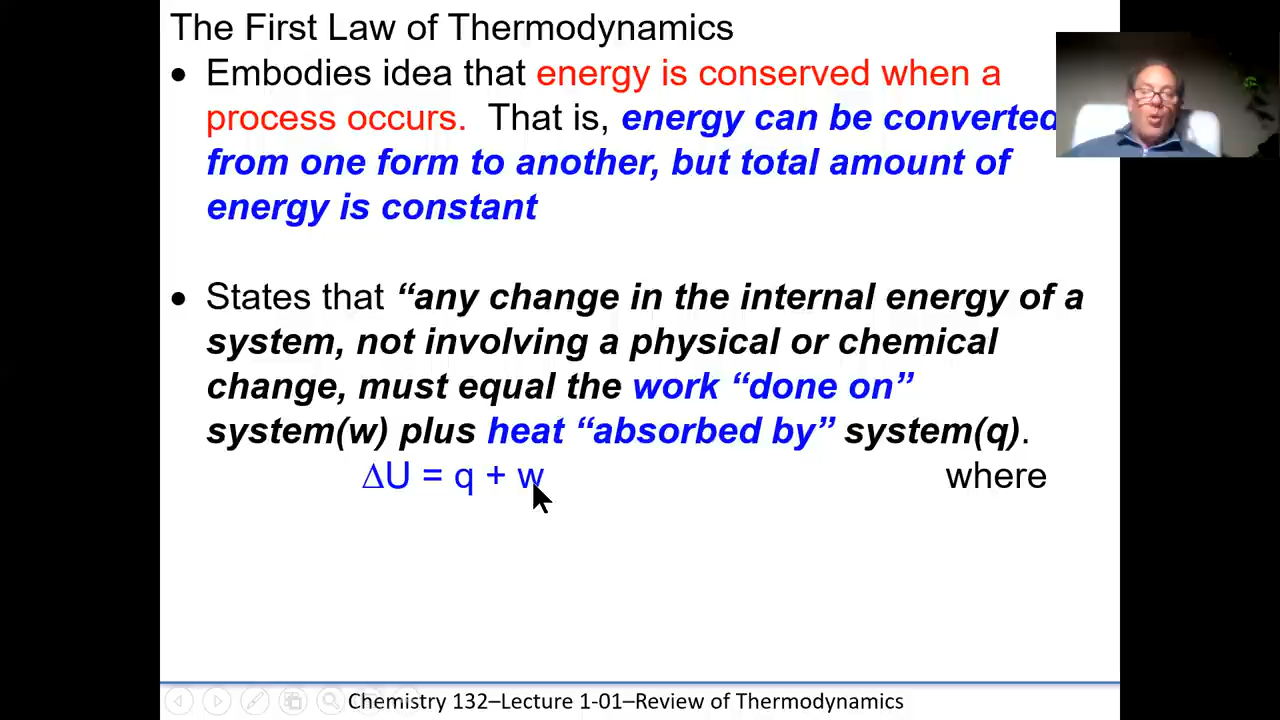 The First Law of Thermodynamics
• Embodies idea that energy is conserved when a
process occurs. That is, energy can be converted
from one form to another, but total amount of
energy is constant
• States that “any change in the internal energy of a
system, not involving a physical or chemical
change, must equal the work “done on”
system(w) plus heat “absorbed by” system(q).
ΔU = q + w where
Chemistry 132–Lecture 1-01–Review of Thermodynamics